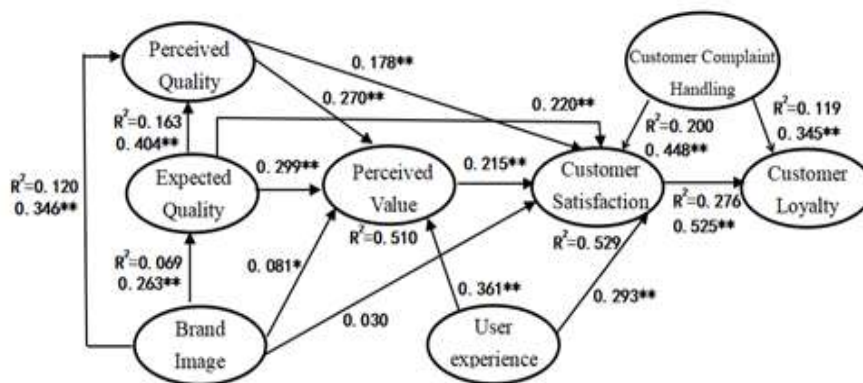 Perceived
Quality
Customer Complaint
Handling
0.178**
0.270**
0.220**
R²=0.163
0.404**
R²=0.200
0.448**
R²=0.119
0.345**
R²=0.120
0.346**
Expected
Quality
0.299**
Perceived
Value
R²=0.510
0.215**
Customer
Satisfaction
R²=0.529
R²=0.276
0.525**
Customer
Loyalty
R²=0.069
0.263**
0.081*
0.030
0.361**
0.293**
Brand
Image
User
experience